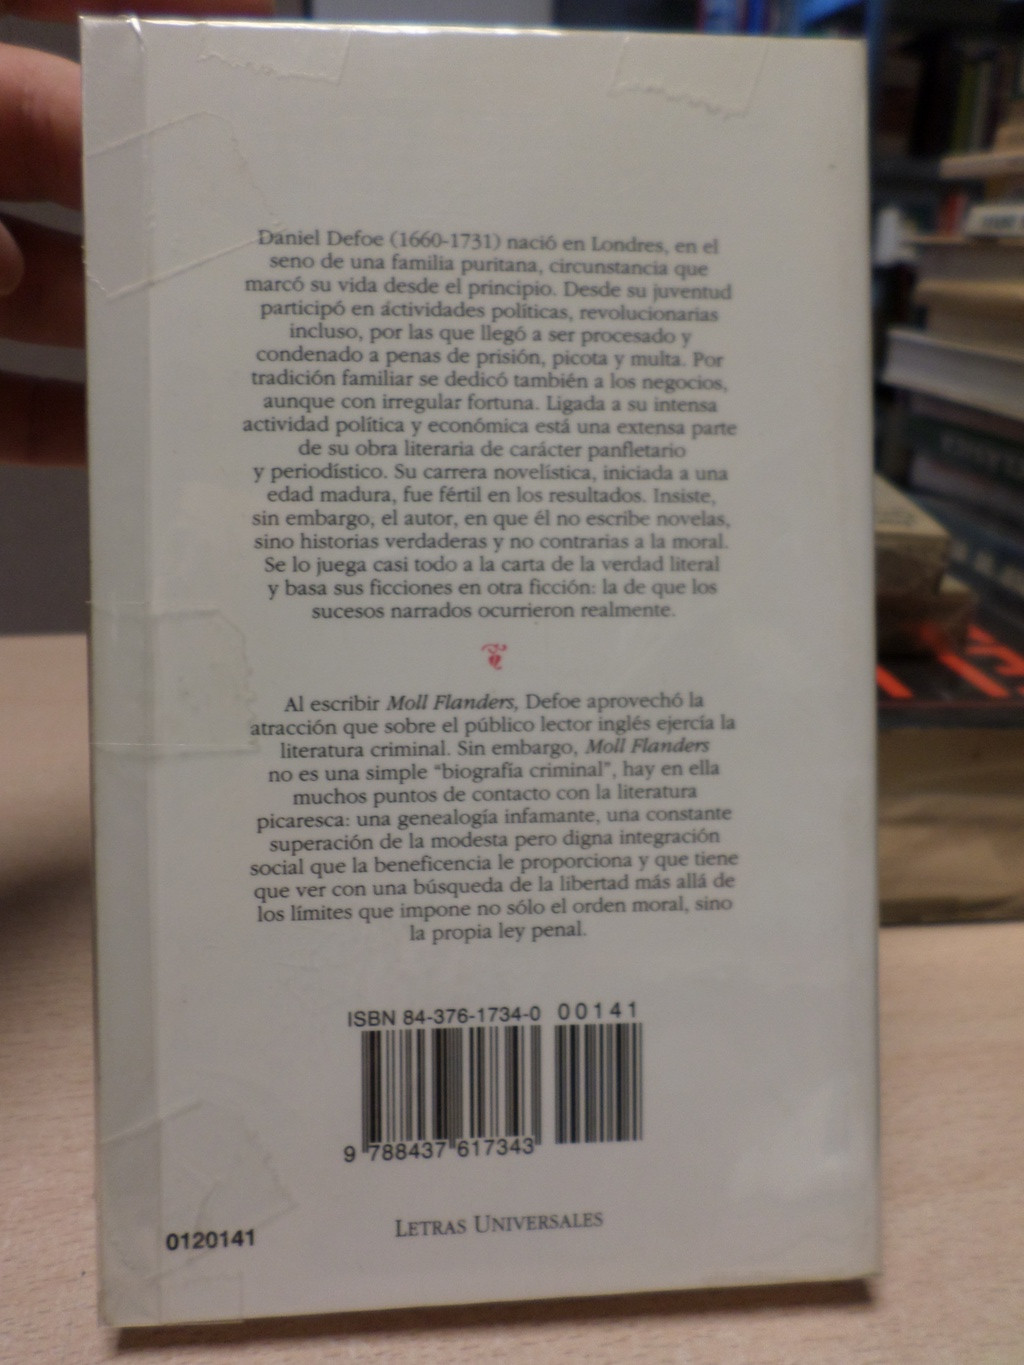 Daniel Defoe (1660-1731) nació en Londres, en el
seno de una familia puritana, circunstancia que
marcó su vida desde el principio. Desde su juventud
participó en actividades políticas, revolucionarias
incluso, por las que llegó a ser procesado y
condenado a penas de prisión, picota y multa. Por
tradición familiar se dedicó también a los negocios,
aunque con irregular fortuna. Ligada a su intensa
actividad política y económica está una extensa parte
de su obra literaria de carácter panfletario
y periodístico. Su carrera novelística, iniciada a una
edad madura, fue fértil en los resultados. Insiste,
sin embargo, el autor, en que él no escribe novelas,
sino historias verdaderas y no contrarias a la moral.
Se lo juega casi todo a la carta de la verdad literal
y basa sus ficciones en otra ficción: la de que los
sucesos narrados ocurrieron realmente.
Al escribir Moll Flanders, Defoe aprovechó la
atracción que sobre el público lector inglés ejercía la
literatura criminal. Sin embargo, Moll Flanders
no es una simple "biografía criminal", hay en ella
muchos puntos de contacto con la literatura
picaresca: una genealogía infamante, una constante
superación de la modesta pero digna integración
social que la beneficencia le proporciona y que tiene
que ver con una búsqueda de la libertad más allá de
los límites que impone no sólo el orden moral, sino
la propia ley penal.
ISBN 84-376-1734-0 00141
9 788437 617343
0120141
LETRAS UNIVERSALES